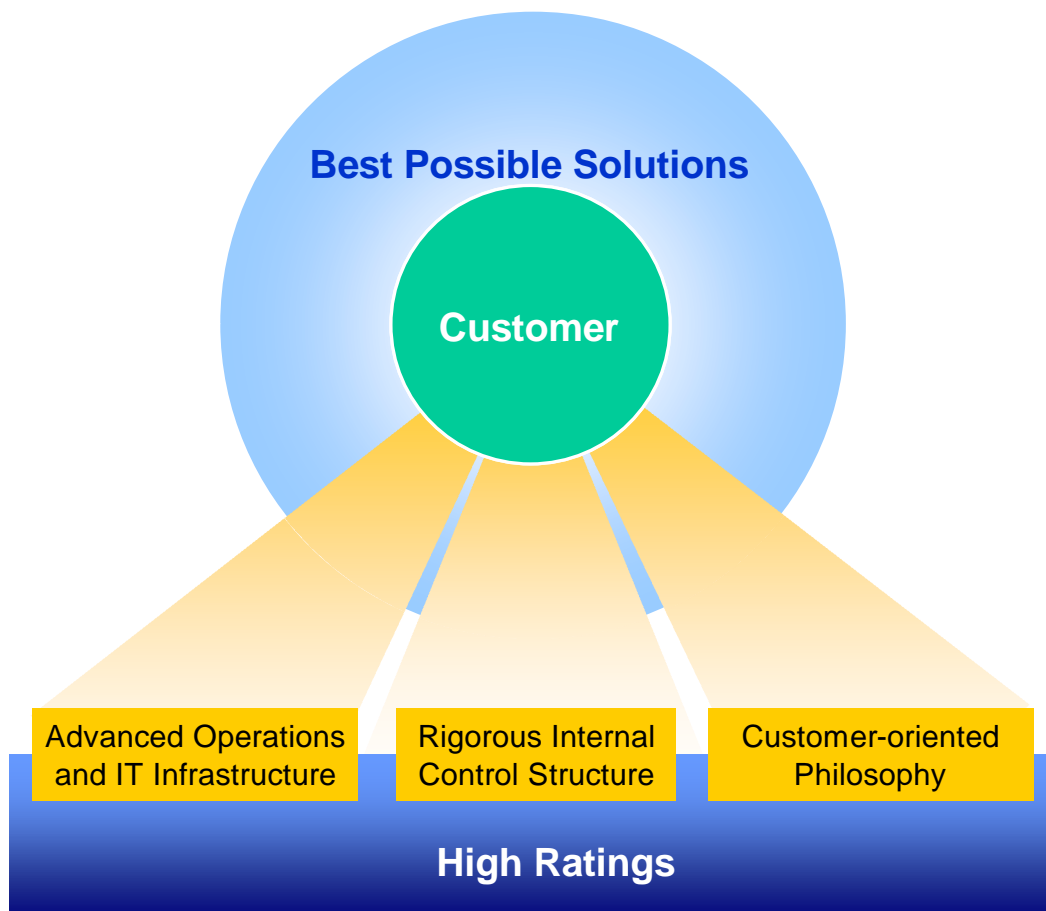 Best Possible Solutions
Customer
Advanced Operations
and IT Infrastructure
Rigorous Internal
Control Structure
Customer-oriented
Philosophy
High Ratings